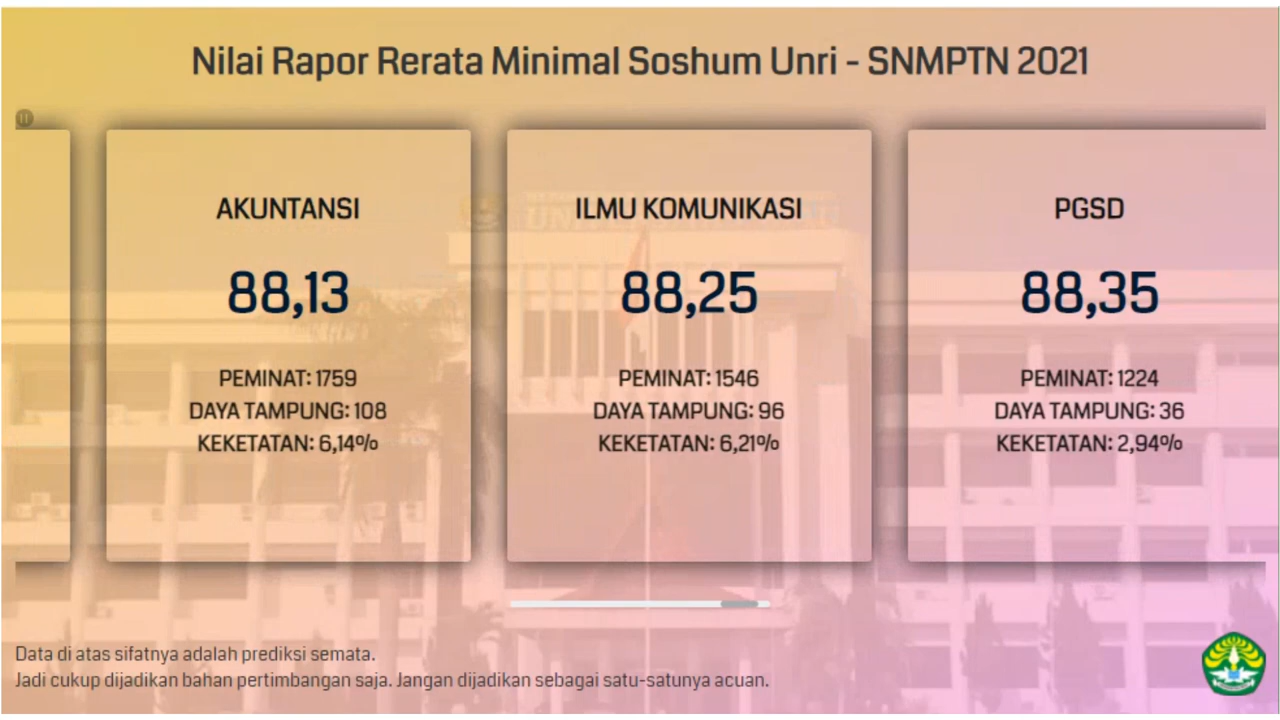 Nilai Rapor Rerata Minimal Soshum Unri - SNMPTN 2021
AKUNTANSI
88,13
PEMINAT: 1759
DAYA TAMPUNG: 108
KEKETATAN: 6,14%
ILMU KOMUNIKASI
88,25
PEMINAT: 1546
DAYA TAMPUNG: 96
KEKETATAN: 6,21%
PGSD
88,35
PEMINAT: 1224
DAYA TAMPUNG: 36
KEKETATAN: 2,94%
Data di atas sifatnya adalah prediksi semata.
Jadi cukup dijadikan bahan pertimbangan saja. Jangan dijadikan sebagai satu-satunya acuan.